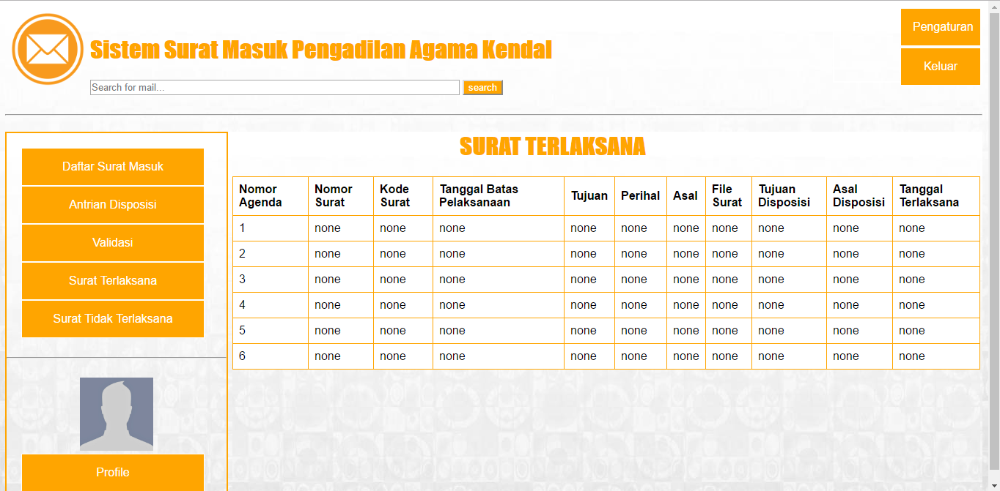 Pengaturan
Sistem Surat Masuk Pengadilan Agama Kendal
Keluar
Search for mail...
search
Daftar Surat Masuk
Antrian Disposisi
Validasi
Surat Terlaksana
Surat Tidak Terlaksana
Profile
SURAT TERLAKSANA
Nomor Agenda Nomor Surat Kode Surat Tanggal Batas Pelaksanaan Tujuan Perihal Asal File Surat Tujuan Disposisi Asal Disposisi Tanggal Terlaksana
1 none none none none none none none none none none
2 none none none none none none none none none none
3 none none none none none none none none none none
4 none none none none none none none none none none
5 none none none none none none none none none none
6 none none none none none none none none none none